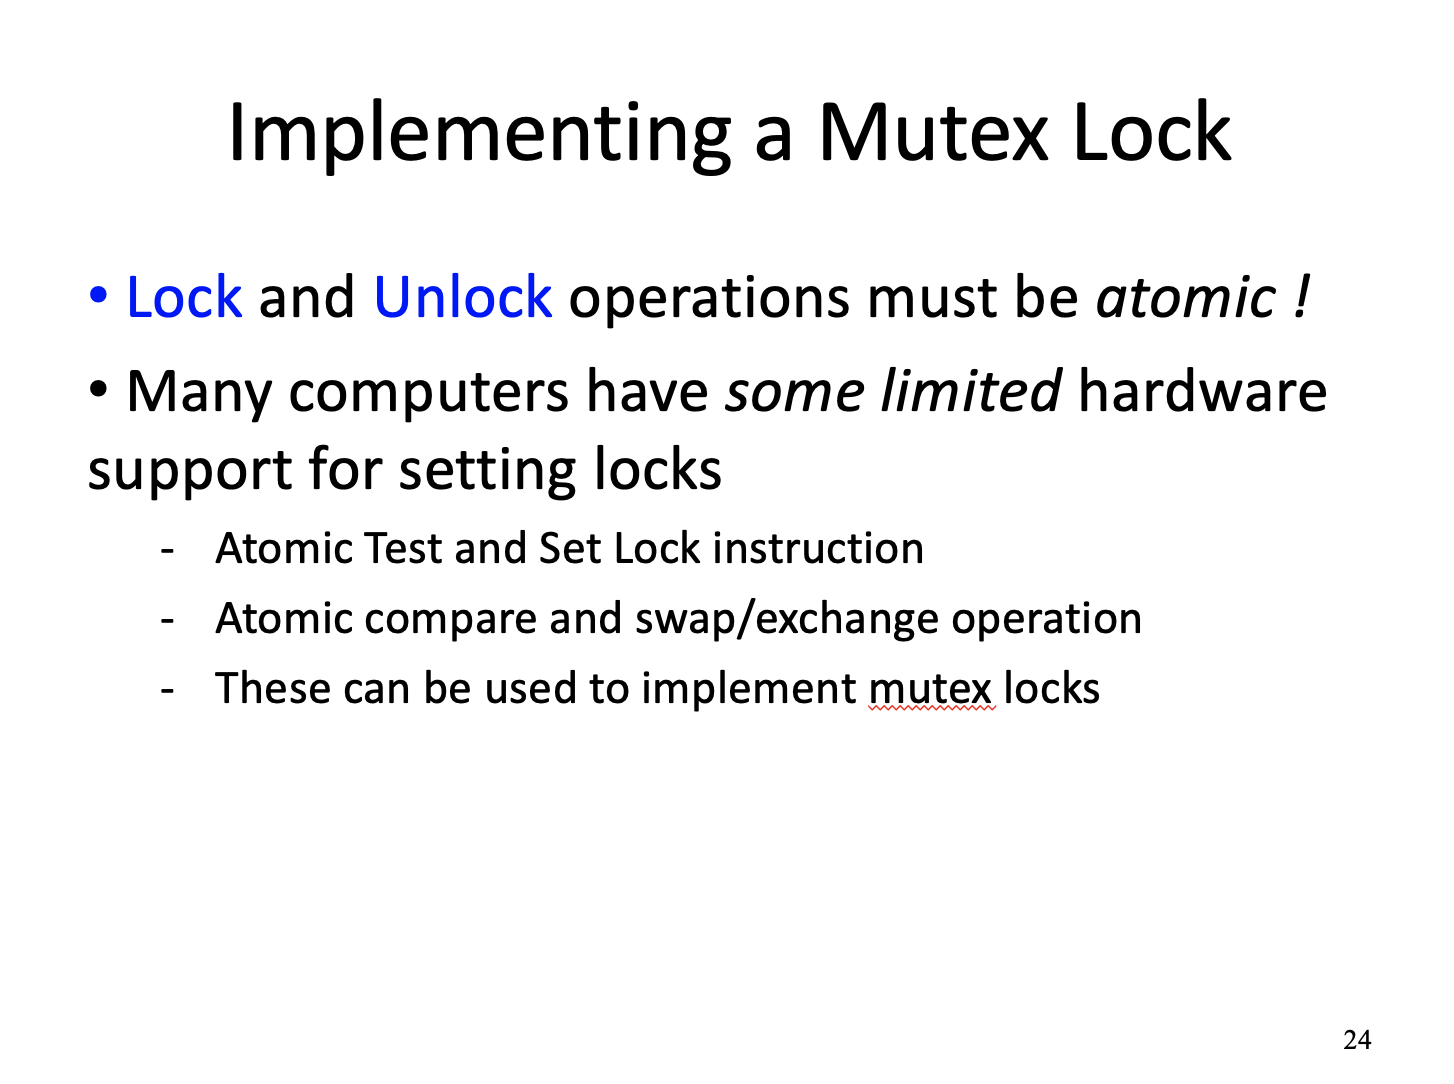 Implementing a Mutex Lock
• Lock and Unlock operations must be atomic !
• Many computers have some limited hardware
support for setting locks
- Atomic Test and Set Lock instruction
- Atomic compare and swap/exchange operation
- These can be used to implement mutex locks
24